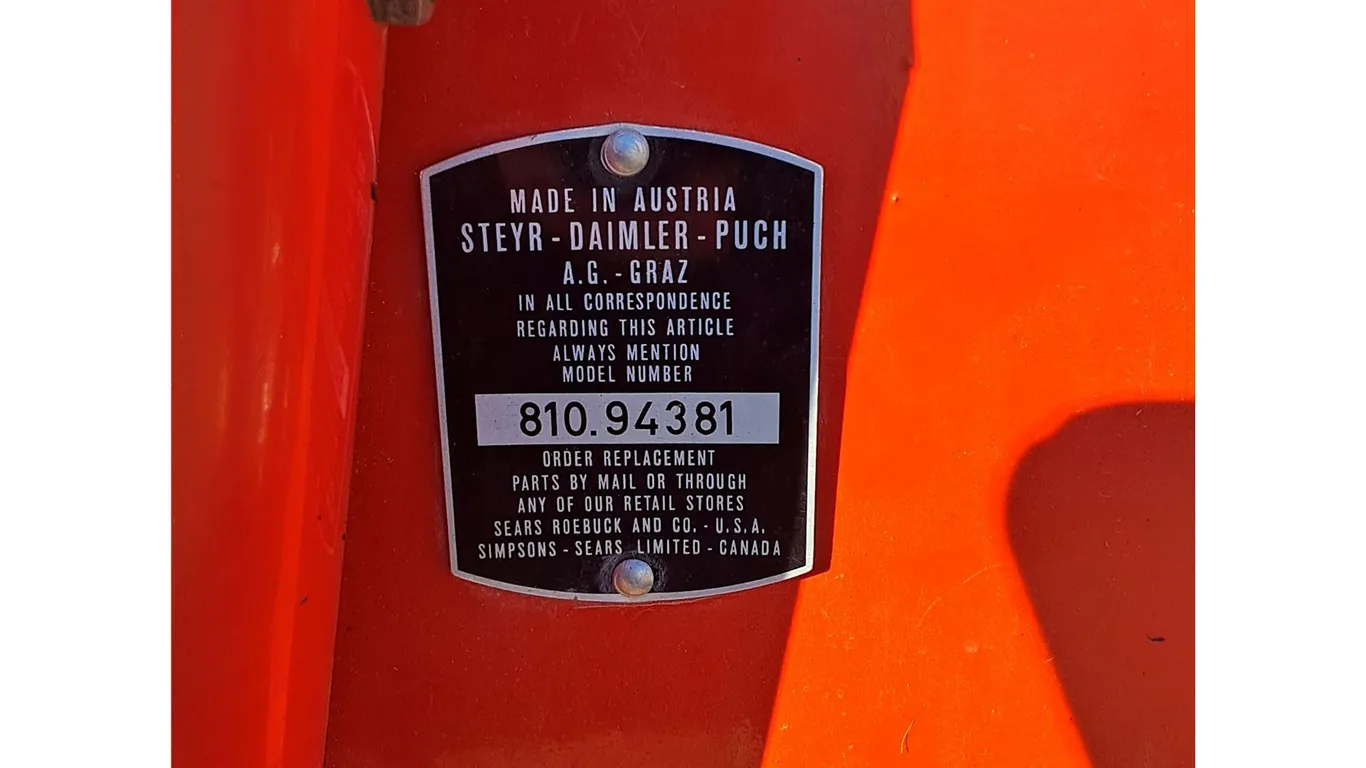 MADE IN AUSTRIA
STEYR - DAIMLER - PUCH
A.G. - GRAZ
IN ALL CORRESPONDENCE
REGARDING THIS ARTICLE
ALWAYS MENTION
MODEL NUMBER
810.94381
ORDER REPLACEMENT
PARTS BY MAIL OR THROUGH
ANY OF OUR RETAIL STORES
SEARS ROEBUCK AND CO. - U.S.A.
SIMPSONS - SEARS LIMITED - CANADA